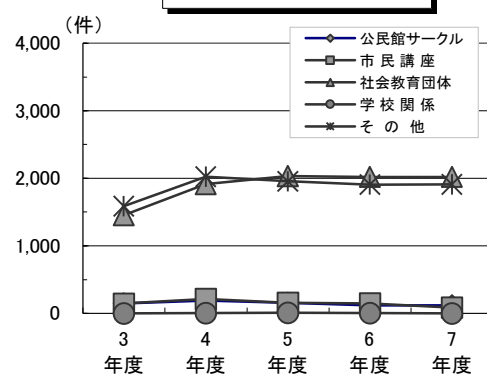 (件)
4,000
3,000
2,000
1,000
0
公民館サークル
市 民 講 座
社会教育団体
学 校 関 係
そ の 他
3 4 5 6 7
年度 年度 年度 年度 年度